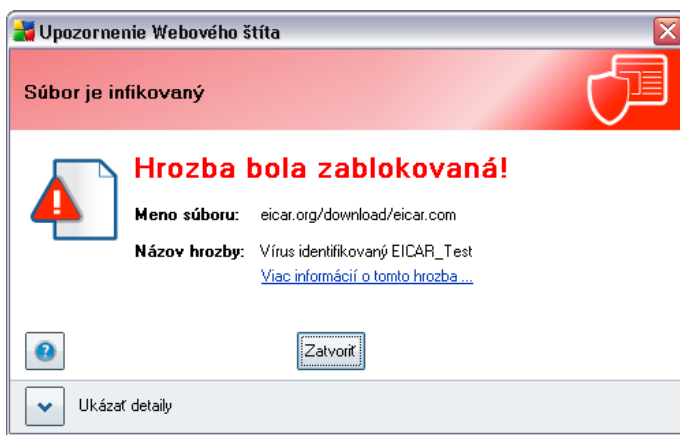 Upozornenie Webového štíta
Súbor je infikovaný
Hrozba bola zablokovaná!
Meno súboru: eicar.org/download/eicar.com
Názov hrozby: Vírus identifikovaný EICAR_Test
Viac informácií o tomto hrozba ...
Zatvoriť
Ukázať detaily